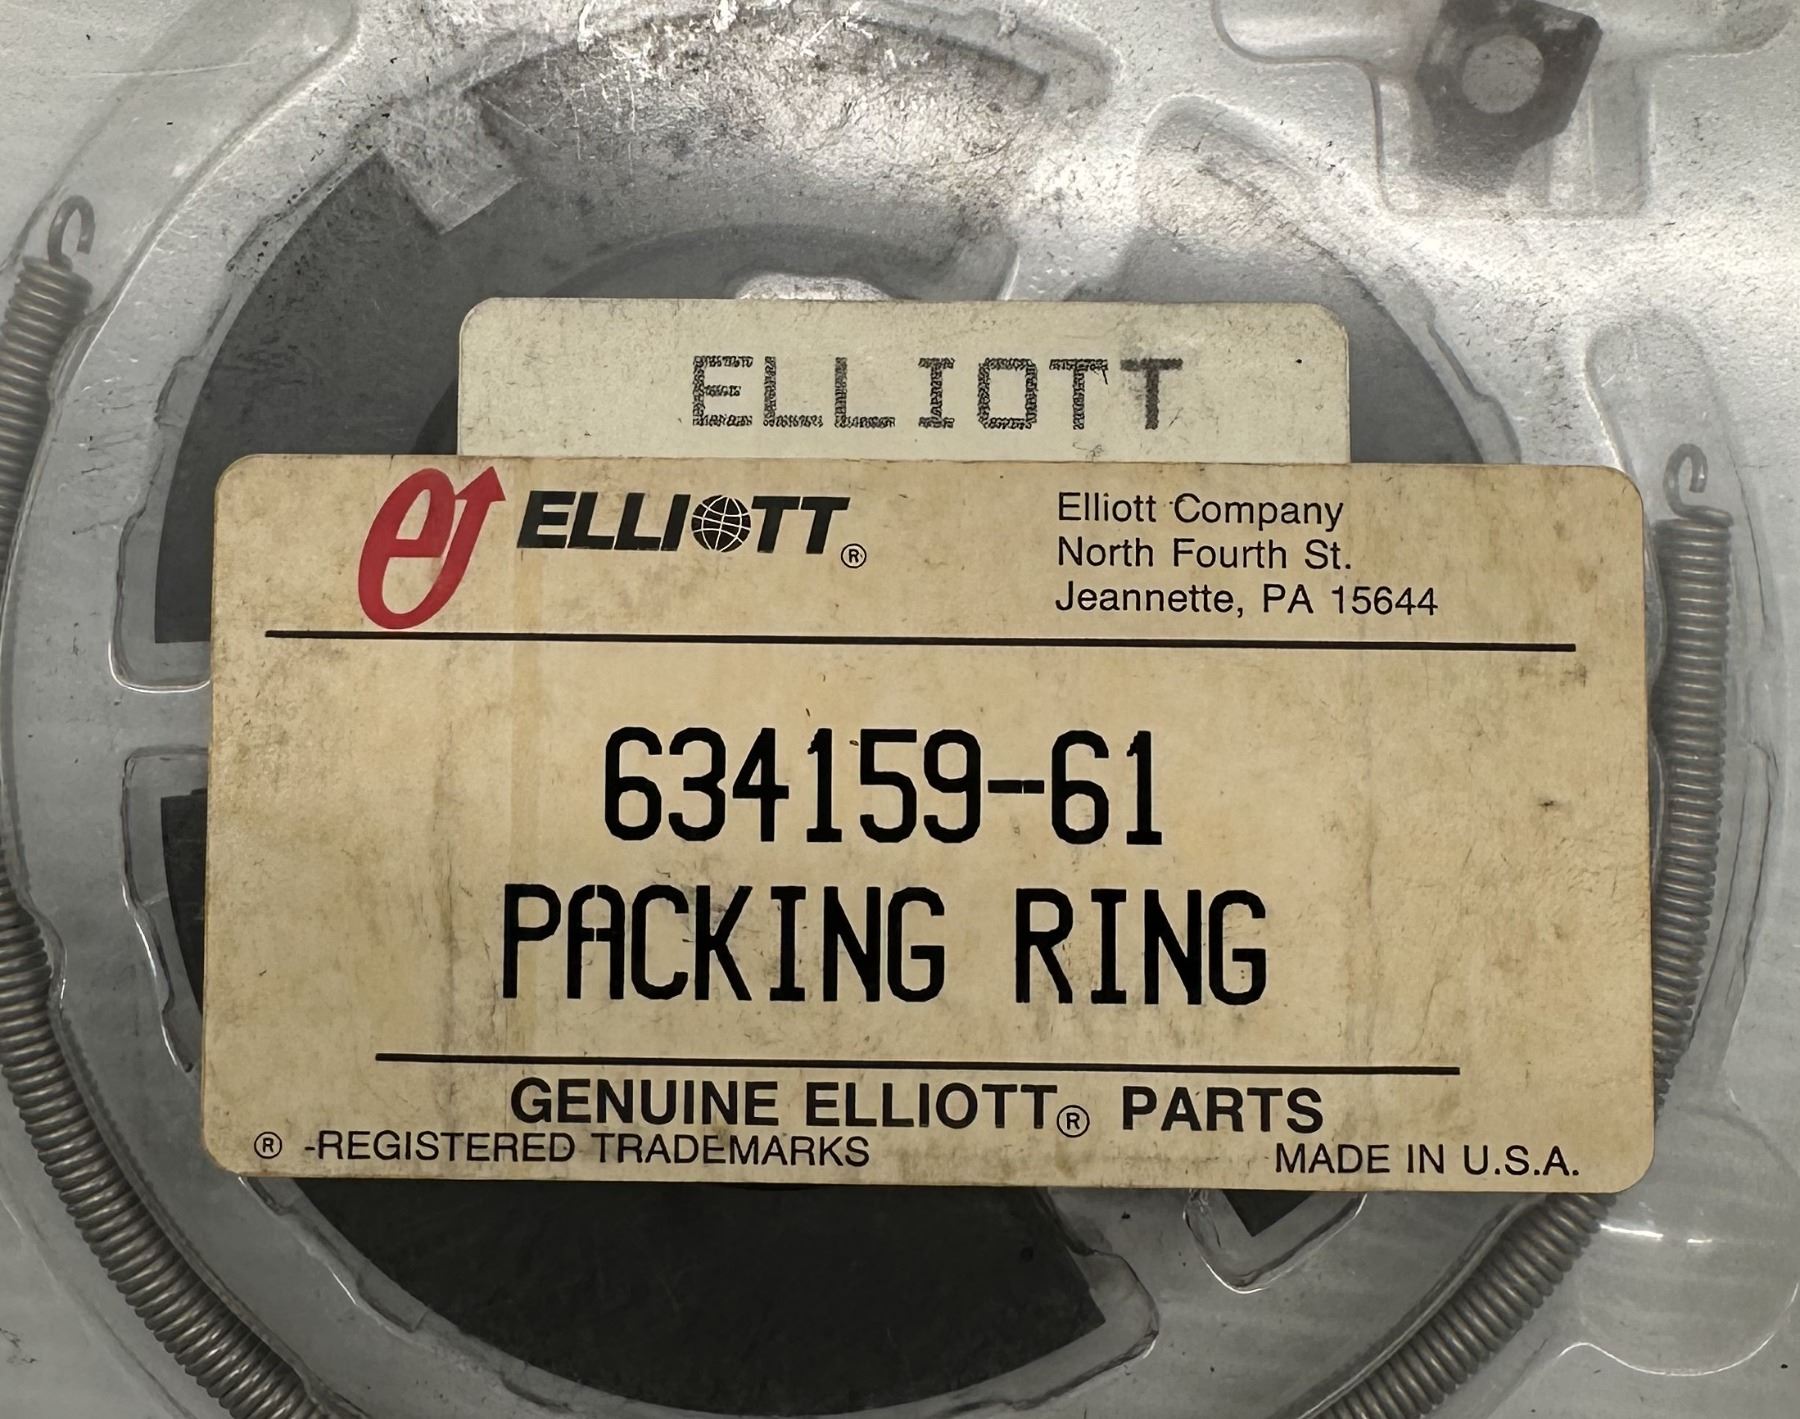 ELLIOTT
ELLIOTT®
Elliott Company
North Fourth St.
Jeannette, PA 15644
634159-61
PACKING RING
GENUINE ELLIOTT® PARTS
® -REGISTERED TRADEMARKS
MADE IN U.S.A.